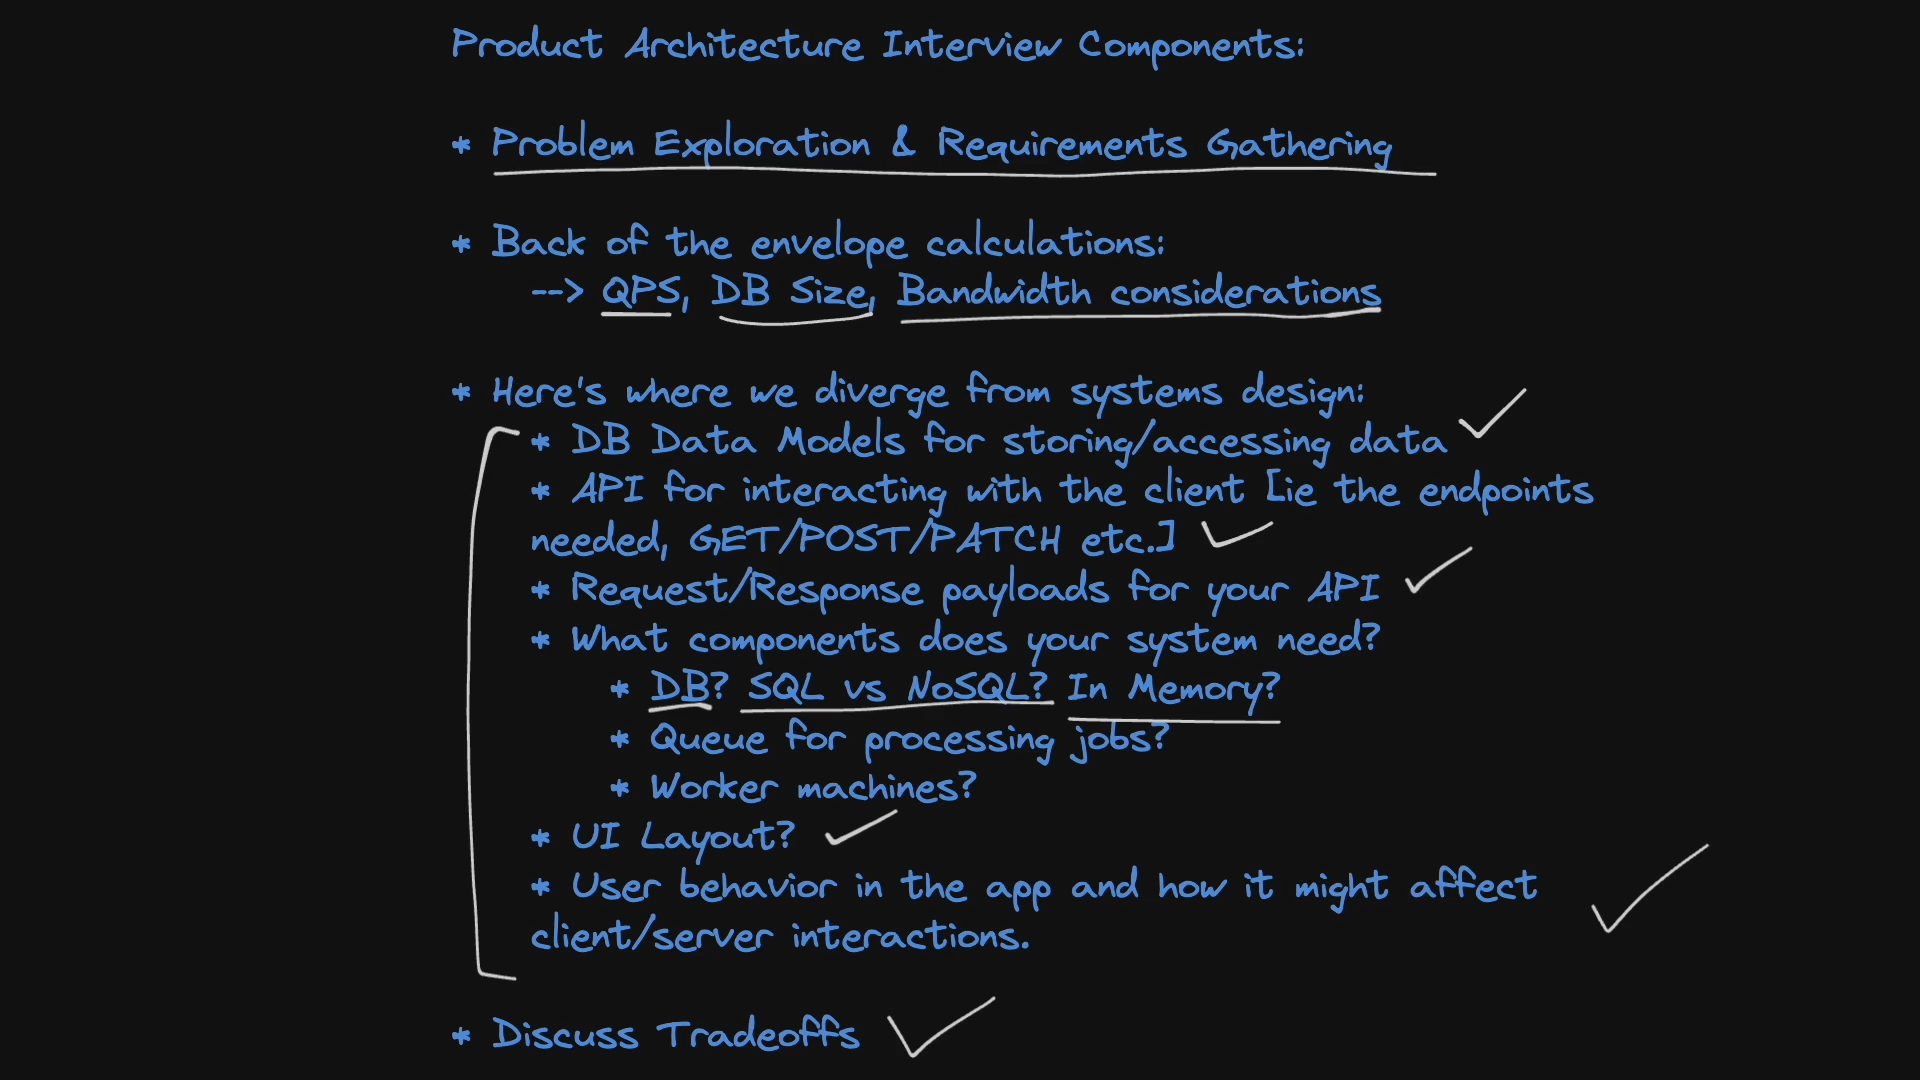 Product Architecture Interview Components:
* Problem Exploration & Requirements Gathering
* Back of the envelope calculations:
--> QPS, DB Size, Bandwidth considerations
* Here's where we diverge from systems design:
* DB Data Models for storing/accessing data
* API for interacting with the client [ie the endpoints
needed, GET/POST/PATCH etc.]
* Request/Response payloads for your API
* What components does your system need?
* DB? SQL vs NoSQL? In Memory?
* Queue for processing jobs?
* Worker machines?
* UI Layout?
* User behavior in the app and how it might affect
client/server interactions.
* Discuss Tradeoffs